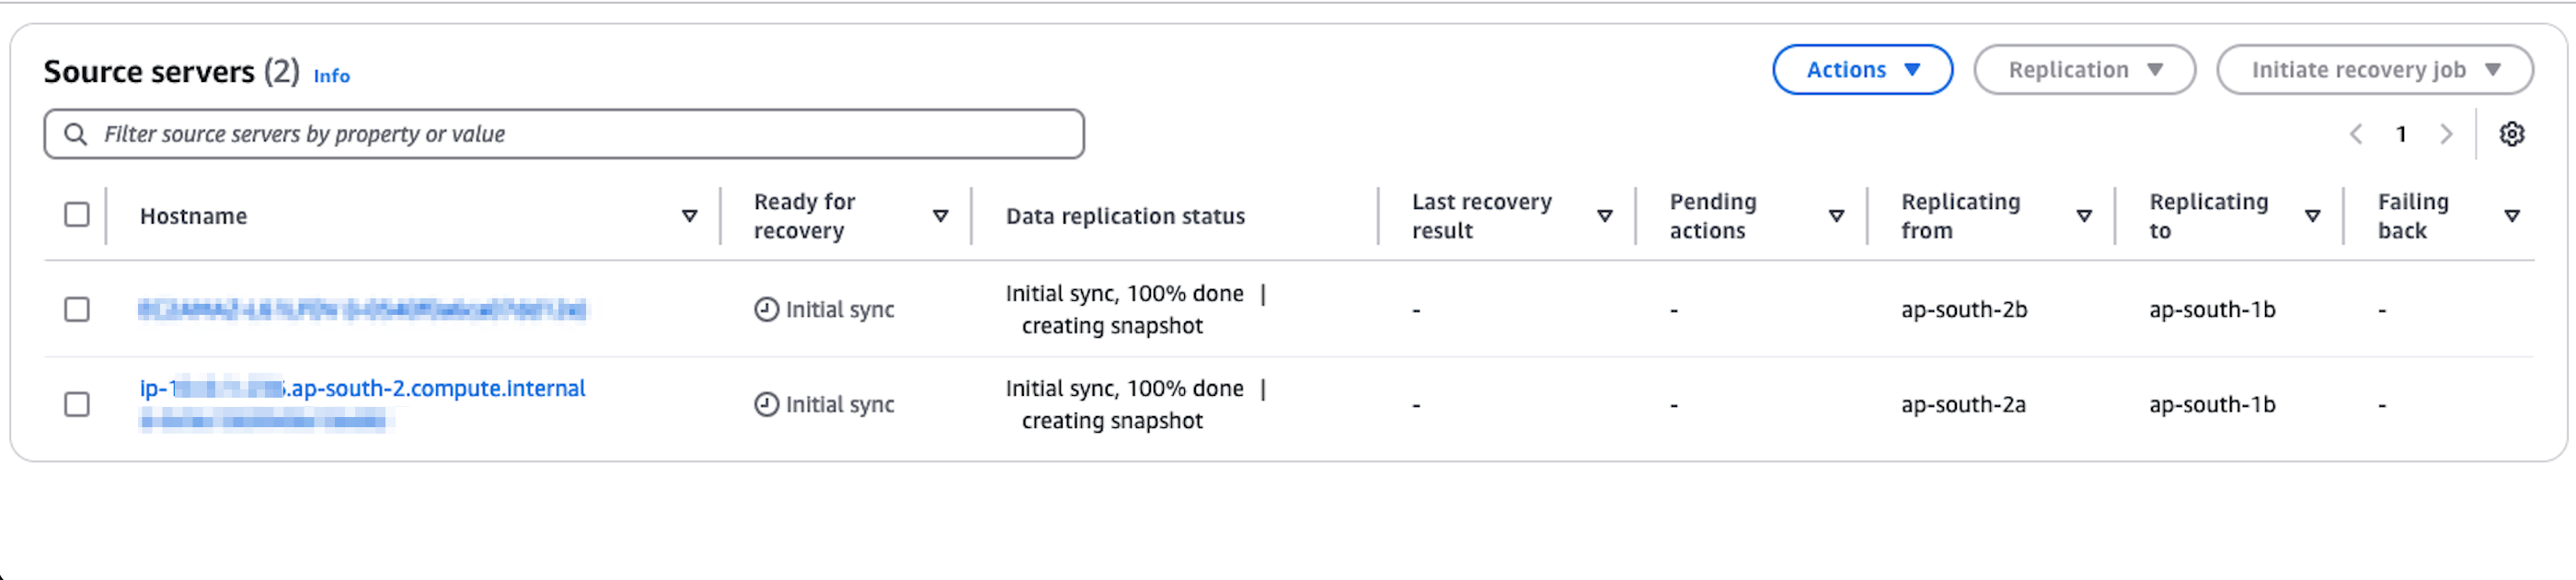 Source servers (2) Info
Actions
Replication
Initiate recovery job
Filter source servers by property or value
1
Hostname
Ready for recovery
Data replication status
Last recovery result
Pending actions
Replicating from
Replicating to
Failing back
Initial sync
Initial sync, 100% done |
creating snapshot
-
-
ap-south-2b
ap-south-1b
-
ip-1
.ap-south-2.compute.internal
Initial sync
Initial sync, 100% done |
creating snapshot
-
-
ap-south-2a
ap-south-1b
-